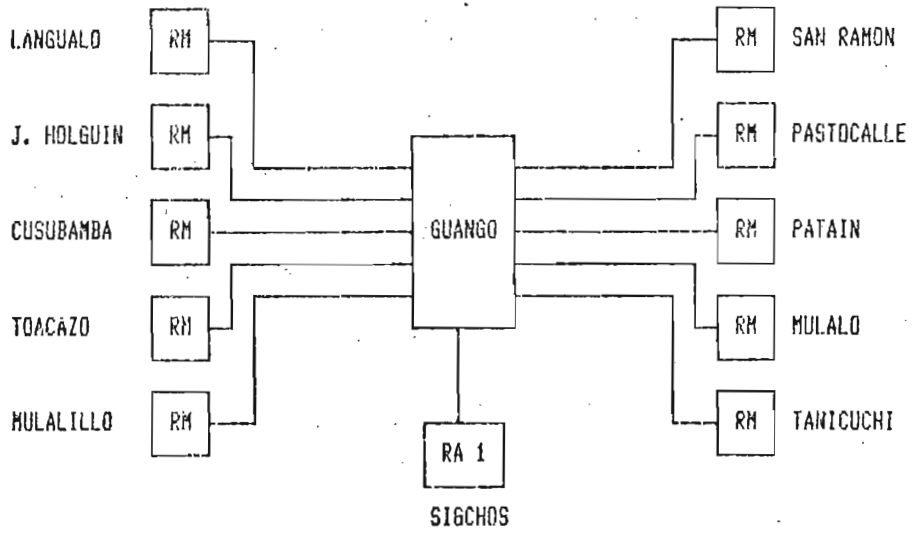 LANGUALO RM RM SAN RAMON
J. HOLGUIN RM RM PASTOCALLE
CUSUBAMBA RM GUANGO RM PATAIN
TOACAZO RM RM MULALO
MULALILLO RM RM TANICUCHI
RA 1
SIGCHOS